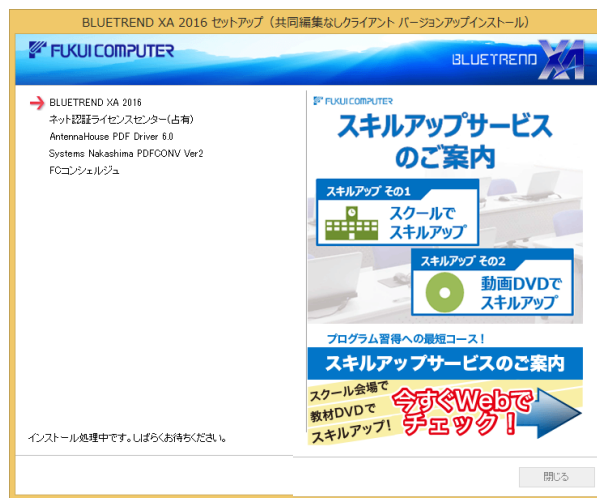 BLUETREND XA 2016 セットアップ（共同編集なしクライアント バージョンアップインストール）
FUKUI COMPUTER
BLUETREND XA
BLUETREND XA 2016
ネット認証ライセンスセンター(占有)
AntennaHouse PDF Driver 6.0
Systems Nakashima PDFCONV Ver2
FCコンシェルジュ
FUKUI COMPUTER
スキルアップサービス
のご案内
スキルアップ その1
スクールで
スキルアップ
スキルアップ その2
動画DVDで
スキルアップ
プログラム習得への最短コース！
スキルアップサービスのご案内
スクール会場で
教材DVDで
スキルアップ!
今すぐWebで
チェック！
インストール処理中です。しばらくお待ちください。
閉じる